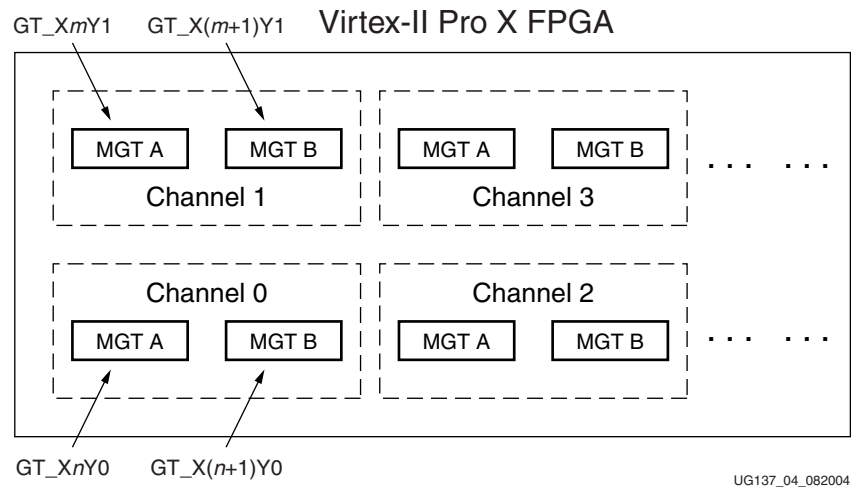 Virtex-II Pro X FPGA
GT_XmY1 GT_X(m+1)Y1
MGT A MGT B MGT A MGT B
Channel 1 Channel 3
. . . . . .
Channel 0 Channel 2
MGT A MGT B MGT A MGT B
. . . . . .
GT_XnY0 GT_X(n+1)Y0
UG137_04_082004